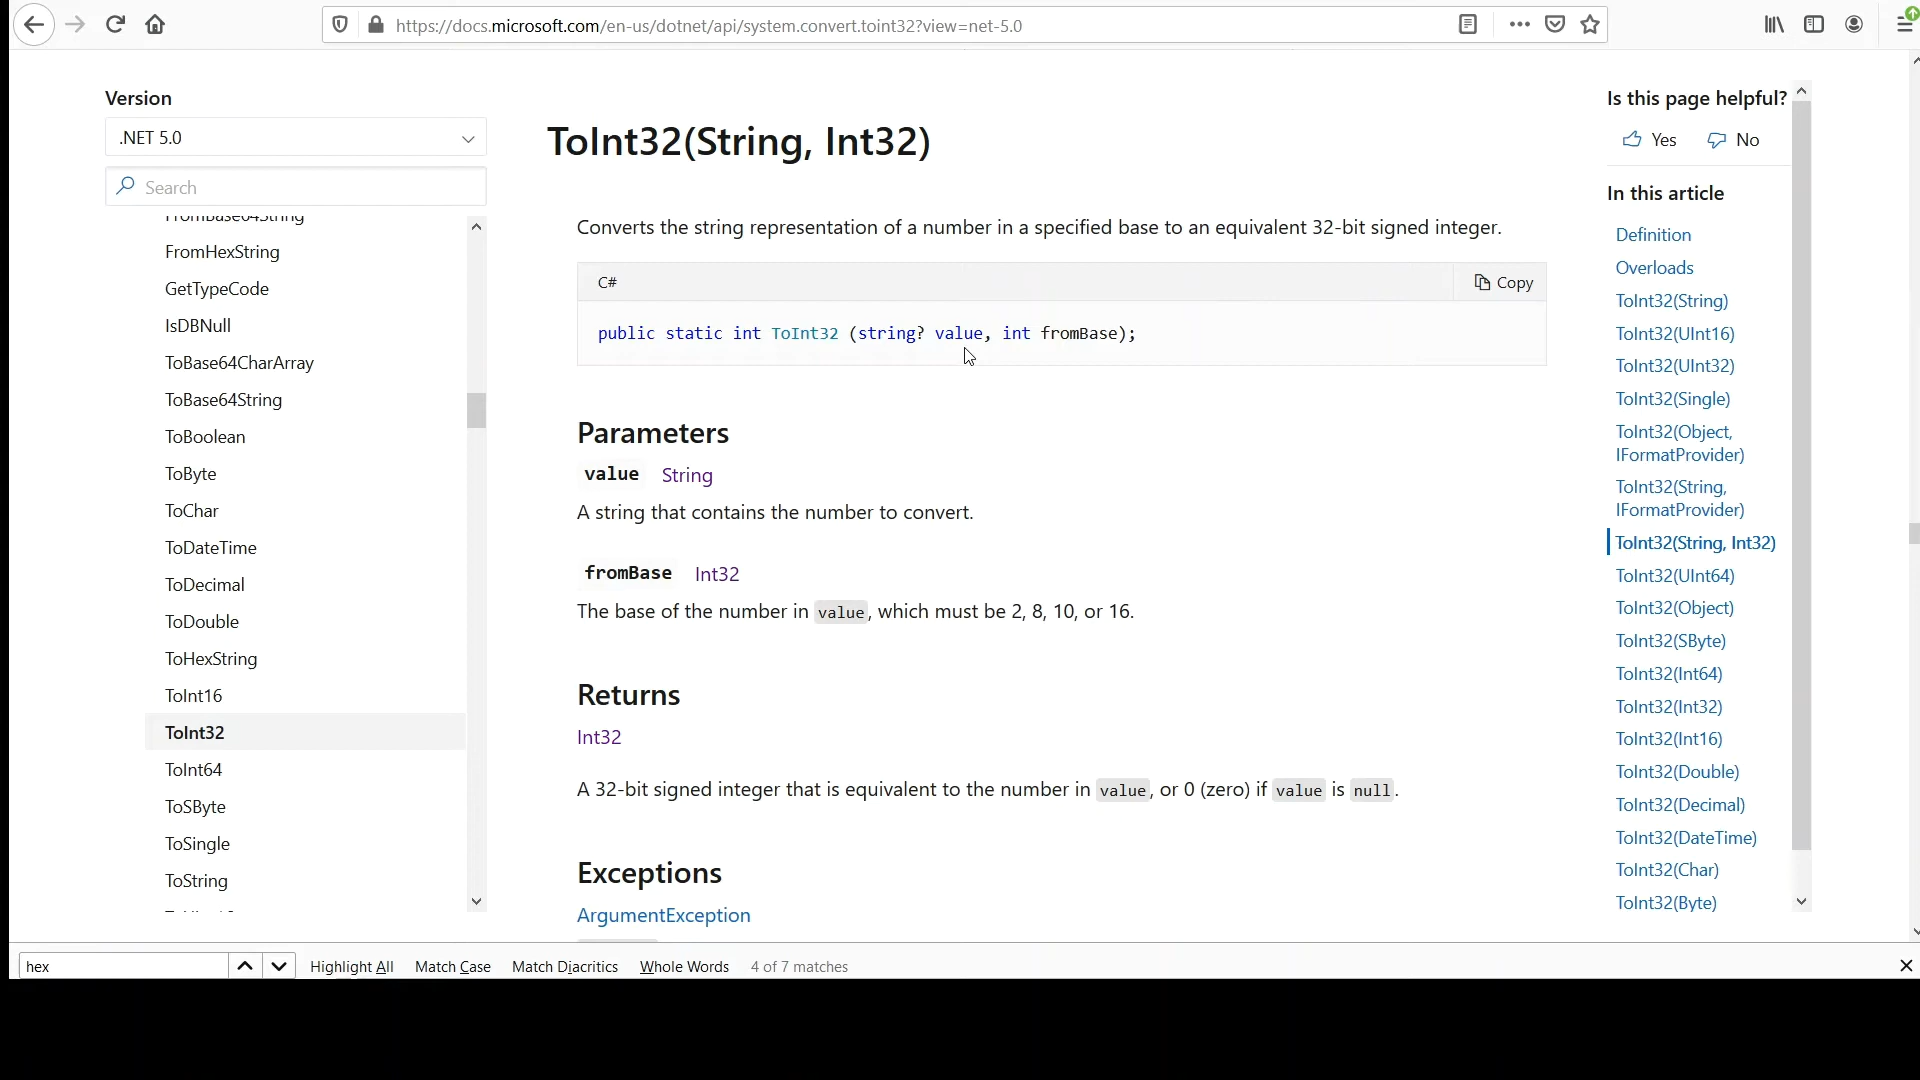 https://docs.microsoft.com/en-us/dotnet/api/system.convert.toint32?view=net-5.0
Version
.NET 5.0
Search
FromBase64String
FromHexString
GetTypeCode
IsDBNull
ToBase64CharArray
ToBase64String
ToBoolean
ToByte
ToChar
ToDateTime
ToDecimal
ToDouble
ToHexString
ToInt16
ToInt32
ToInt64
ToSByte
ToSingle
ToString
ToInt32(String, Int32)
Converts the string representation of a number in a specified base to an equivalent 32-bit signed integer.
C#
Copy
public static int ToInt32 (string? value, int fromBase);
Parameters
value String
A string that contains the number to convert.
fromBase Int32
The base of the number in value, which must be 2, 8, 10, or 16.
Returns
Int32
A 32-bit signed integer that is equivalent to the number in value, or 0 (zero) if value is null.
Exceptions
ArgumentException
Is this page helpful?
Yes No
In this article
Definition
Overloads
ToInt32(String)
ToInt32(UInt16)
ToInt32(UInt32)
ToInt32(Single)
ToInt32(Object,
IFormatProvider)
ToInt32(String,
IFormatProvider)
ToInt32(String, Int32)
ToInt32(UInt64)
ToInt32(Object)
ToInt32(SByte)
ToInt32(Int64)
ToInt32(Int32)
ToInt32(Int16)
ToInt32(Double)
ToInt32(Decimal)
ToInt32(DateTime)
ToInt32(Char)
ToInt32(Byte)
hex Highlight All Match Case Match Diacritics Whole Words 4 of 7 matches